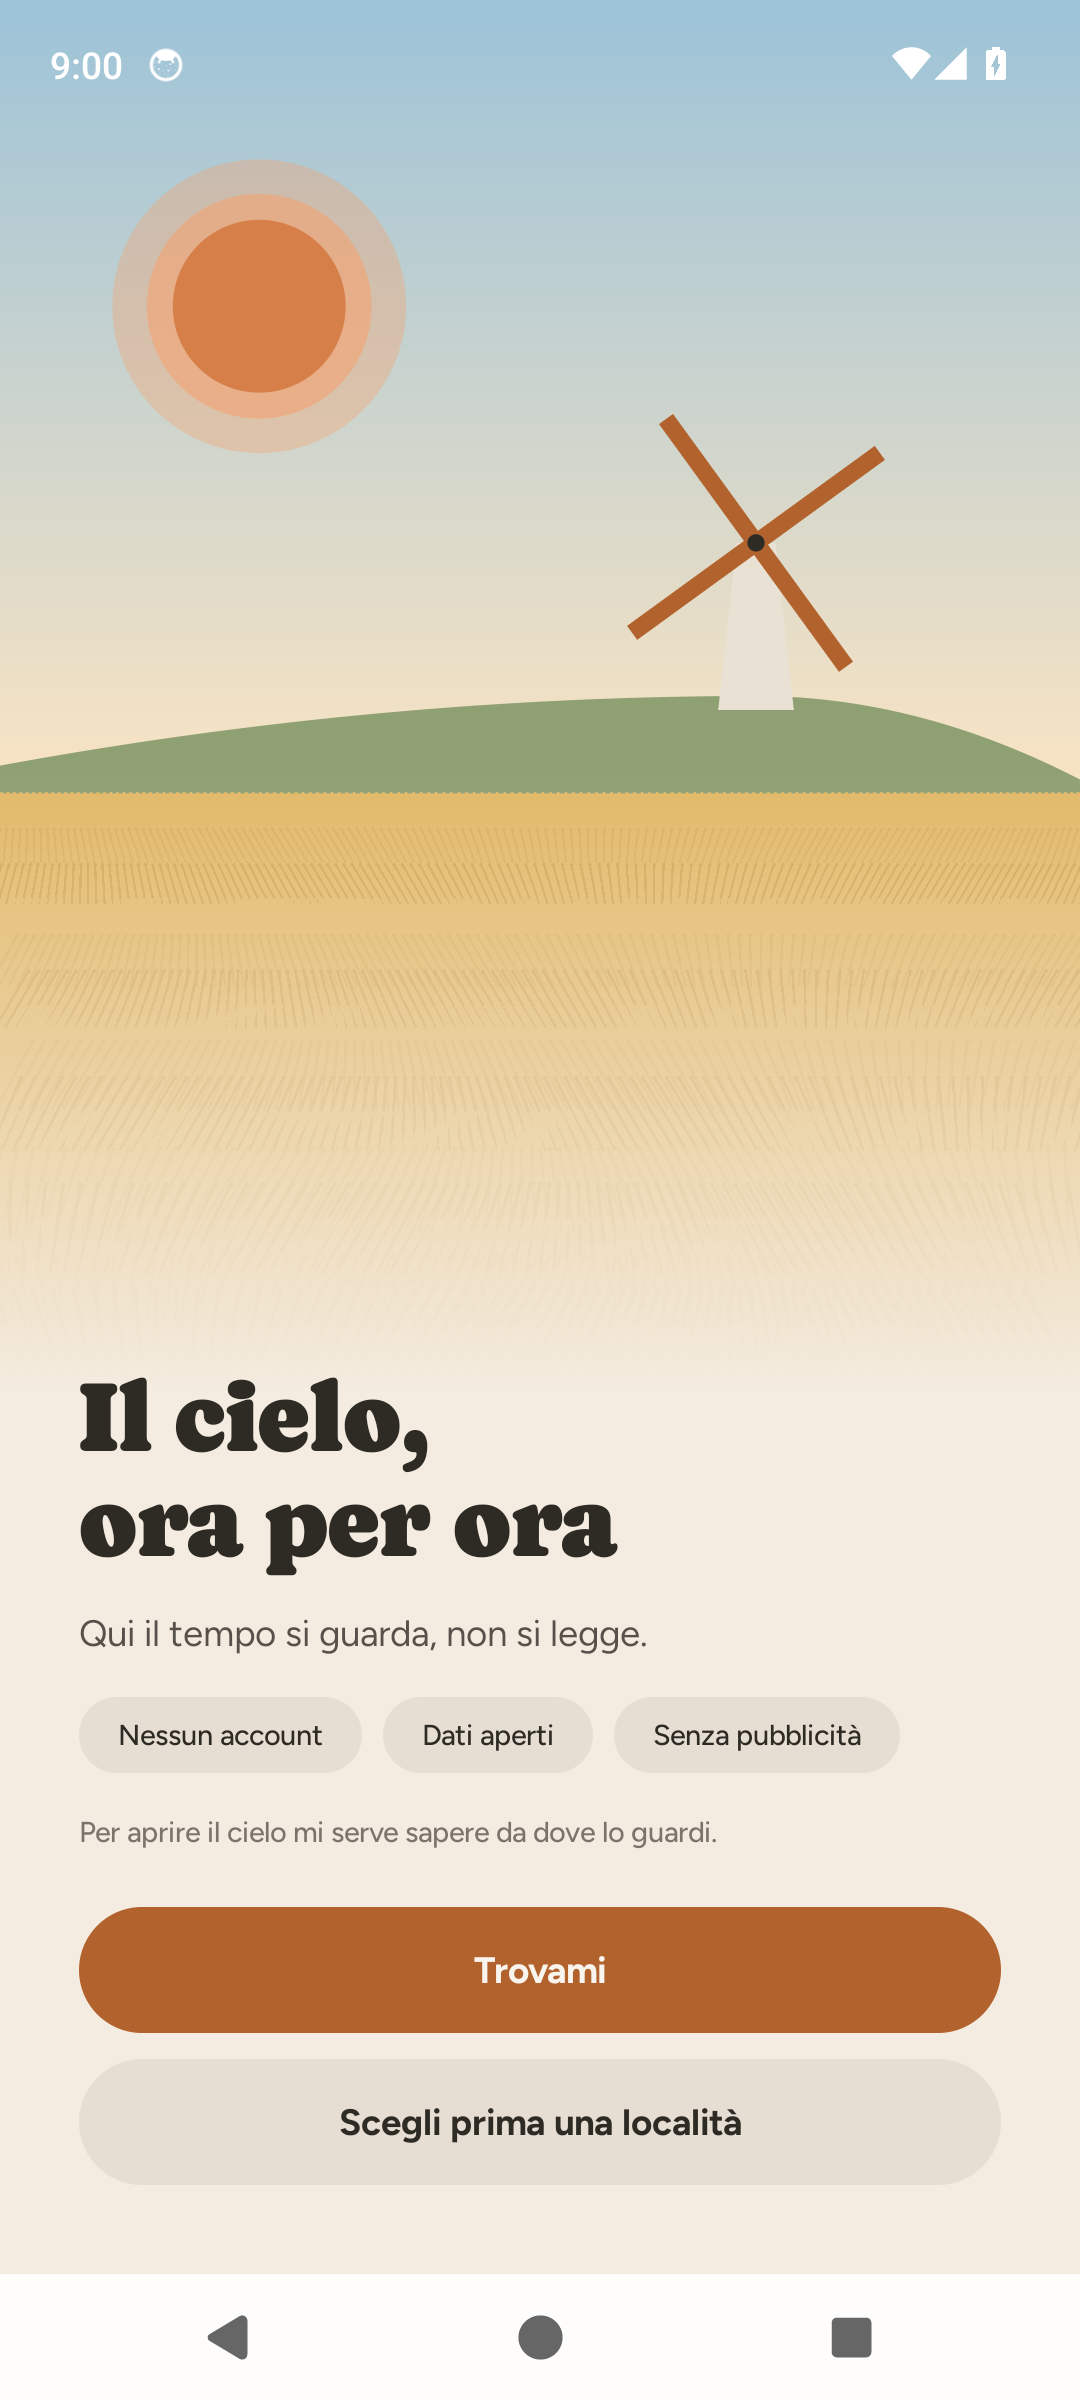 9:00
Il cielo,
ora per ora
Qui il tempo si guarda, non si legge.
Nessun account
Dati aperti
Senza pubblicità
Per aprire il cielo mi serve sapere da dove lo guardi.
Trovami
Scegli prima una località